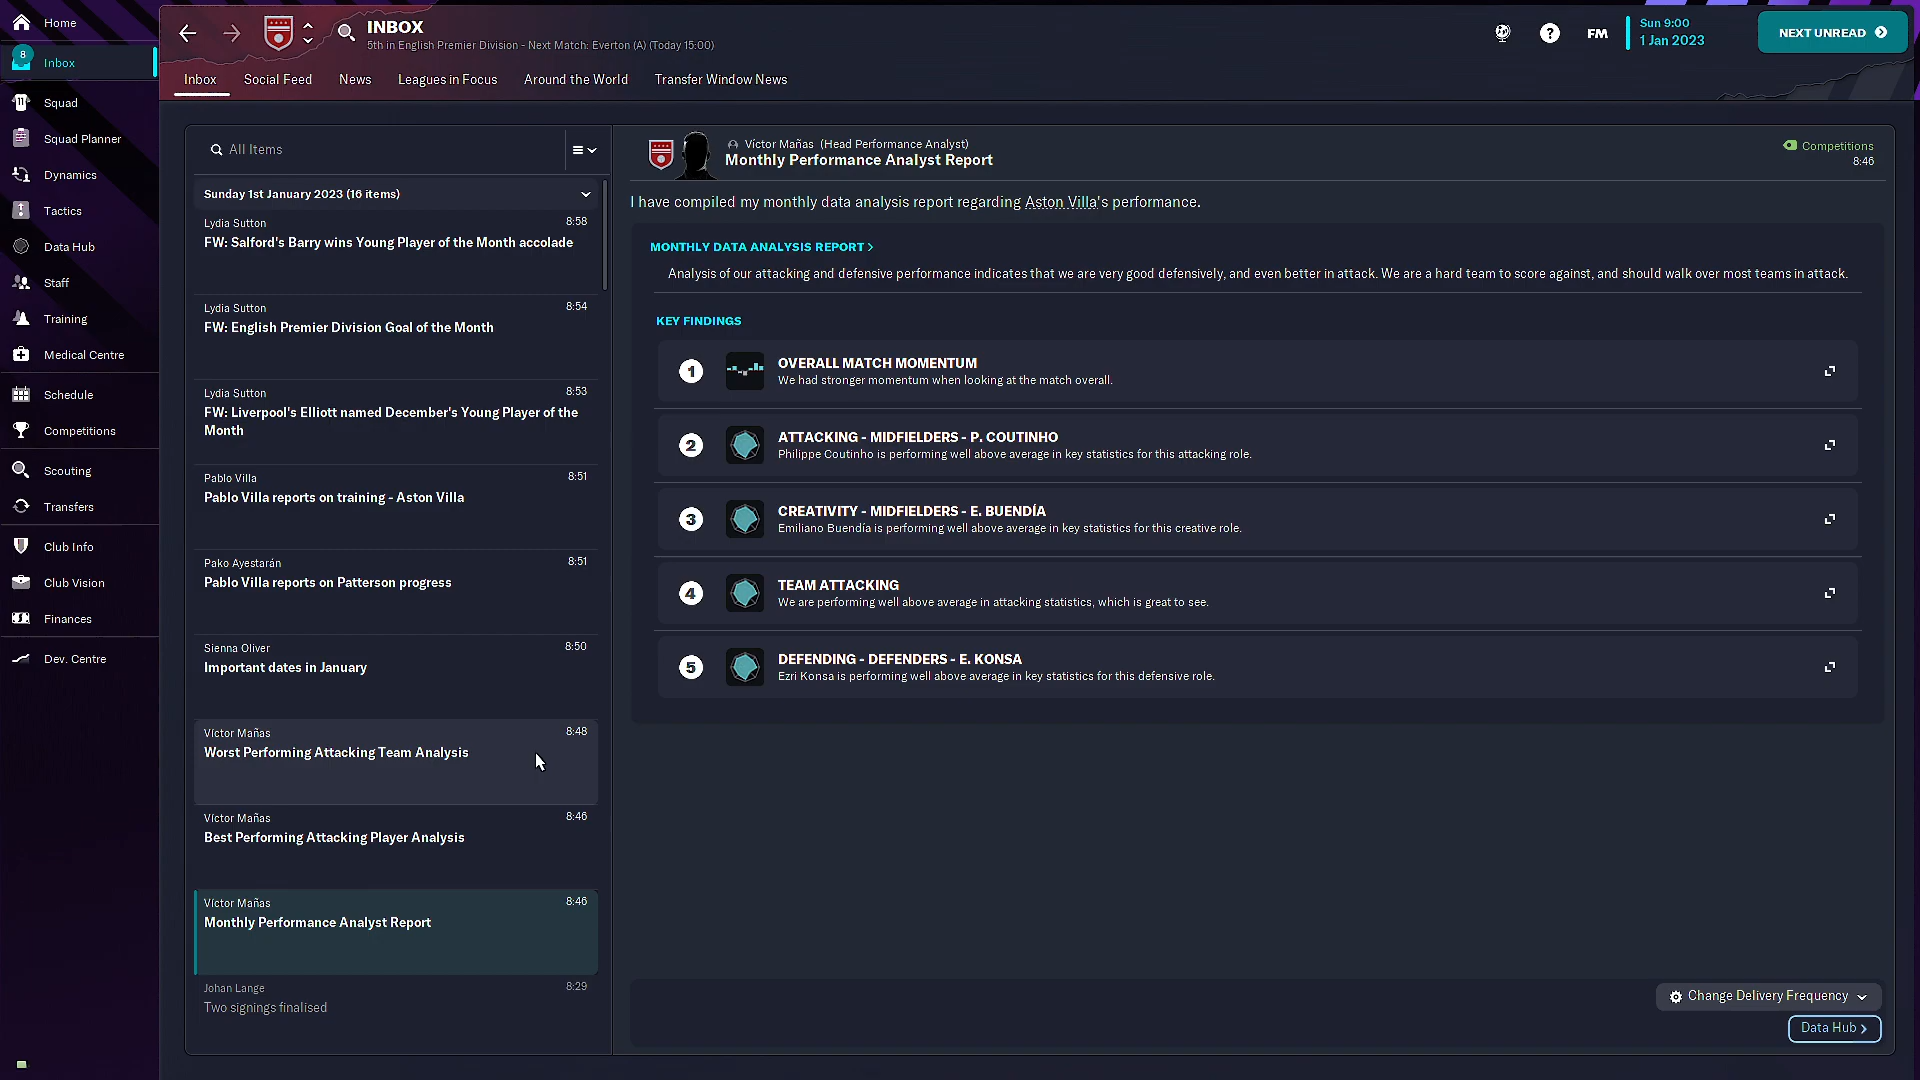 Home
8
Inbox
Squad
Squad Planner
Dynamics
Tactics
Data Hub
Staff
Training
Medical Centre
Schedule
Competitions
Scouting
Transfers
Club Info
Club Vision
Finances
Dev. Centre
INBOX
5th in English Premier Division - Next Match: Everton (A) (Today 15:00)
?
FM
Sun 9:00
1 Jan 2023
NEXT UNREAD
Inbox Social Feed News Leagues in Focus Around the World Transfer Window News
All Items
Sunday 1st January 2023 (16 items)
Lydia Sutton 8:58
FW: Salford's Barry wins Young Player of the Month accolade
Lydia Sutton 8:54
FW: English Premier Division Goal of the Month
Lydia Sutton 8:53
FW: Liverpool's Elliott named December's Young Player of the
Month
Pablo Villa 8:51
Pablo Villa reports on training - Aston Villa
Pako Ayestarán 8:51
Pablo Villa reports on Patterson progress
Sienna Oliver 8:50
Important dates in January
Víctor Mañas 8:48
Worst Performing Attacking Team Analysis
Víctor Mañas 8:46
Best Performing Attacking Player Analysis
Víctor Mañas 8:46
Monthly Performance Analyst Report
Johan Lange 8:29
Two signings finalised
Víctor Mañas (Head Performance Analyst)
Monthly Performance Analyst Report
Competitions
8:46
I have compiled my monthly data analysis report regarding Aston Villa's performance.
MONTHLY DATA ANALYSIS REPORT >
Analysis of our attacking and defensive performance indicates that we are very good defensively, and even better in attack. We are a hard team to score against, and should walk over most teams in attack.
KEY FINDINGS
1
OVERALL MATCH MOMENTUM
We had stronger momentum when looking at the match overall.
2
ATTACKING - MIDFIELDERS - P. COUTINHO
Philippe Coutinho is performing well above average in key statistics for this attacking role.
3
CREATIVITY - MIDFIELDERS - E. BUENDÍA
Emiliano Buendía is performing well above average in key statistics for this creative role.
4
TEAM ATTACKING
We are performing well above average in attacking statistics, which is great to see.
5
DEFENDING - DEFENDERS - E. KONSA
Ezri Konsa is performing well above average in key statistics for this defensive role.
Change Delivery Frequency
Data Hub >